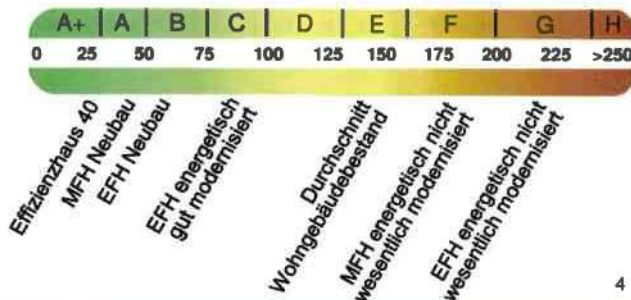 A+ A B C D E F G H
0 25 50 75 100 125 150 175 200 225 >250
Effizienzhaus 40
MFH Neubau
EFH Neubau
EFH energetisch
gut modernisiert
Durchschnitt
Wohngebäudebestand
MFH energetisch nicht
wesentlich modernisiert
EFH energetisch nicht
wesentlich modernisiert
4